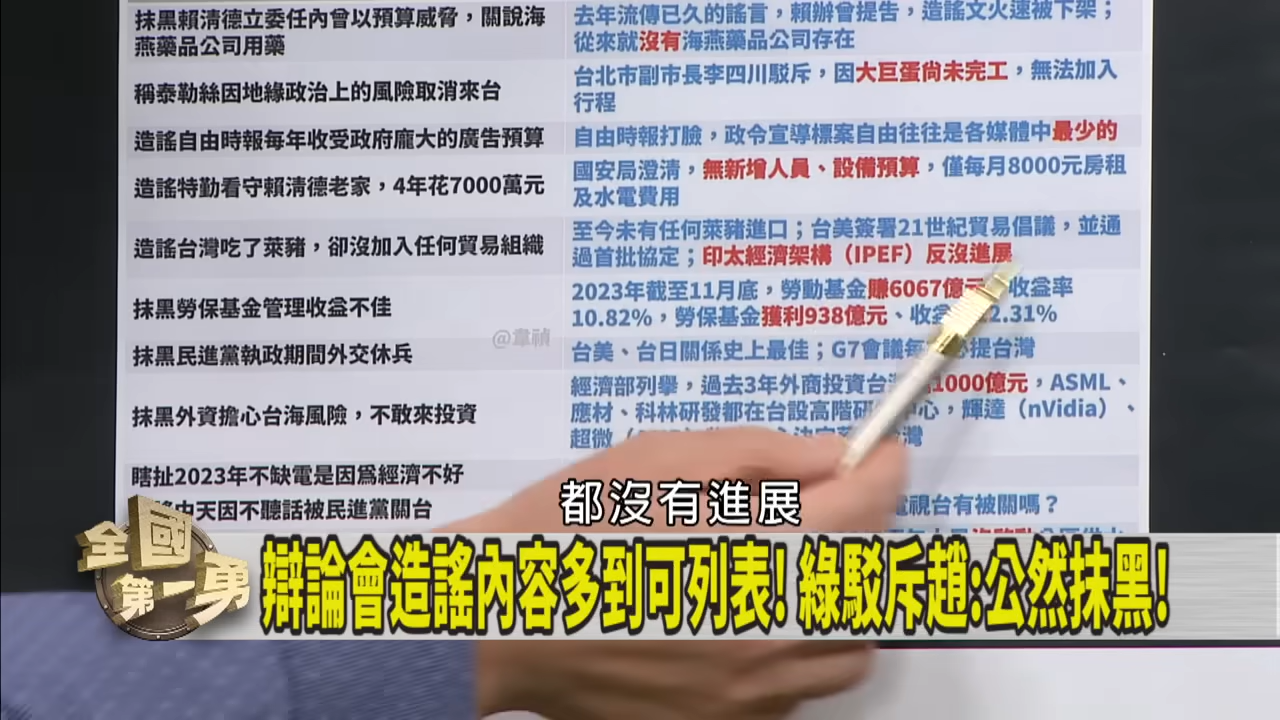 抹黑賴清德立委任內曾以預算威脅，關說海
燕藥品公司用藥
去年流傳已久的謠言，賴辦曾提告，造謠文火速被下架；
從來就沒有海燕藥品公司存在
稱泰勒絲因地緣政治上的風險取消來台
台北市副市長李四川駁斥，因大巨蛋尚未完工，無法加入
行程
造謠自由時報每年收受政府龐大的廣告預算
自由時報打臉，政令宣導標案自由往往是各媒體中最少的
造謠特勤看守賴清德老家，4年花7000萬元
國安局澄清，無新增人員、設備預算，僅每月8000元房租
及水電費用
造謠台灣吃了萊豬，卻沒加入任何貿易組織
至今未有任何萊豬進口；台美簽署21世紀貿易倡議，並通
過首批協定；印太經濟架構（IPEF）反沒進展
抹黑勞保基金管理收益不佳
2023年截至11月底，勞動基金賺6067億 收益率
10.82%，勞保基金獲利938億元、收益 2.31%
@韋禎
抹黑民進黨執政期間外交休兵
台美、台日關係史上最佳；G7會議每 提台灣
抹黑外資擔心台海風險，不敢來投資
經濟部列舉，過去3年外商投資台 1000億元，ASML、
應材、科林研發都在台設高階研 中心，輝達（nVidia）、
超微 灣
瞎扯2023年不缺電是因為經濟不好
中天因不聽話被民進黨關台
電視台有被關嗎？
都沒有進展
全國第一勇
辯論會造謠內容多到可列表! 綠駁斥趙:公然抹黑!